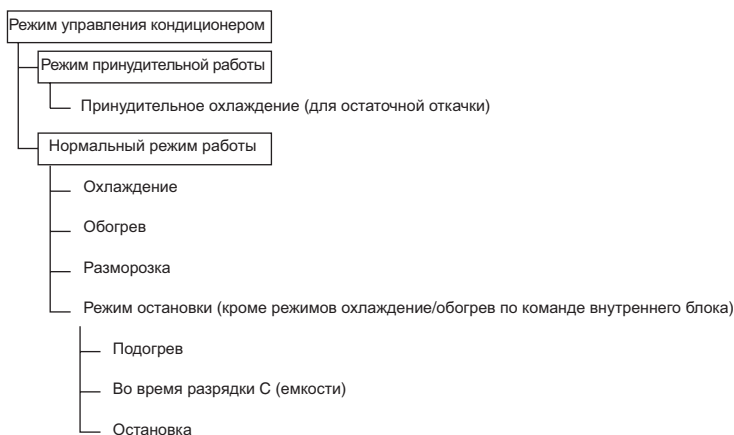 Режим управления кондиционером
Режим принудительной работы
Принудительное охлаждение (для остаточной откачки)
Нормальный режим работы
Охлаждение
Обогрев
Разморозка
Режим остановки (кроме режимов охлаждение/обогрев по команде внутреннего блока)
Подогрев
Во время разрядки С (емкости)
Остановка